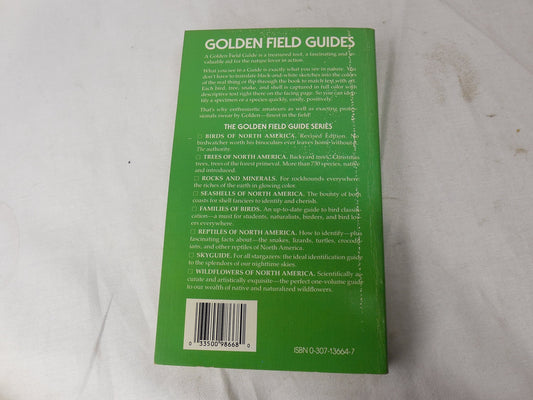 GOLDEN FIELD GUIDES
A Golden Field Guide is a treasured tool, a fascinating and in-
valuable aid for the nature lover in action.
What you see in a Guide is exactly what you see in nature. You
don't have to translate black-and-white sketches into the colors
of the real thing or flip through the book to match text with art.
Each bird, tree, snake, and shell is captured in full color with
descriptive text right there on the facing page. So you can iden-
tify a specimen or a species quickly, easily, positively.
That's why enthusiastic amateurs as well as exacting profes-
sionals swear by Golden—finest in the field!
THE GOLDEN FIELD GUIDE SERIES
□ BIRDS OF NORTH AMERICA. Revised Edition. No
birdwatcher worth his binoculars ever leaves home without it.
The authority.
□ TREES OF NORTH AMERICA. Backyard trees, Christmas
trees, trees of the forest primeval. More than 730 species, native
and introduced.
□ ROCKS AND MINERALS. For rockhounds everywhere:
the riches of the earth in glowing color.
□ SEASHELLS OF NORTH AMERICA. The bounty of both
coasts for shell fanciers to identify and cherish.
□ FAMILIES OF BIRDS. An up-to-date guide to bird classifi-
cation—a must for students, naturalists, birders, and bird lov-
ers everywhere.
□ REPTILES OF NORTH AMERICA. How to identify—plus
fascinating facts about—the snakes, lizards, turtles, crocodil-
ians, and other reptiles of North America.
□ SKYGUIDE. For all stargazers: the ideal identification guide
to the splendors of our nighttime skies.
□ WILDFLOWERS OF NORTH AMERICA. Scientifically ac-
curate and artistically exquisite—the perfect one-volume guide
to our wealth of native and naturalized wildflowers.
0 33500 98668 0
ISBN 0-307-13664-7